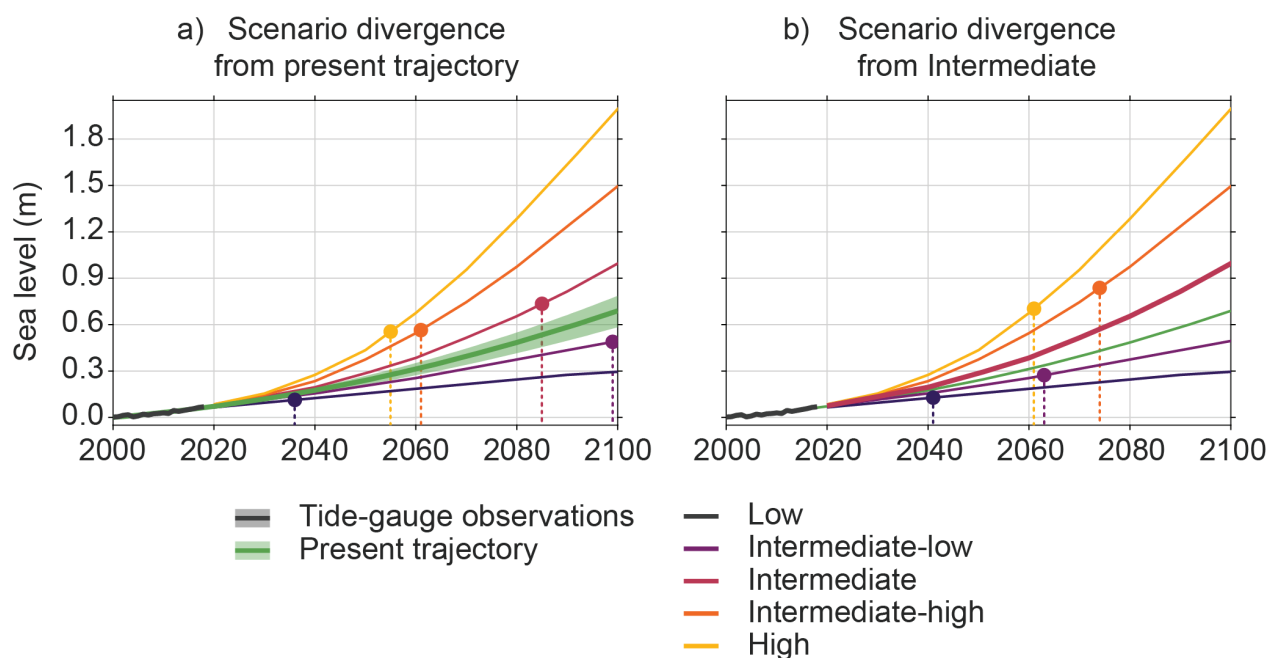 a) Scenario divergence
from present trajectory
b) Scenario divergence
from Intermediate
Sea level (m)
1.8
1.5
1.2
0.9
0.6
0.3
0.0
2000 2020 2040 2060 2080 2100
2000 2020 2040 2060 2080 2100
Tide-gauge observations
Present trajectory
Low
Intermediate-low
Intermediate
Intermediate-high
High